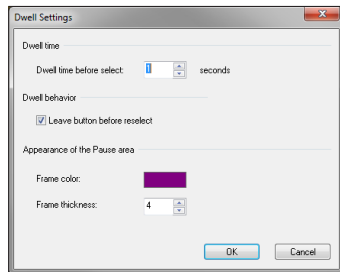 Dwell Settings
Dwell time
Dwell time before select: 1 seconds
Dwell behavior
Leave button before reselect
Appearance of the Pause area
Frame color:
Frame thickness: 4
OK Cancel